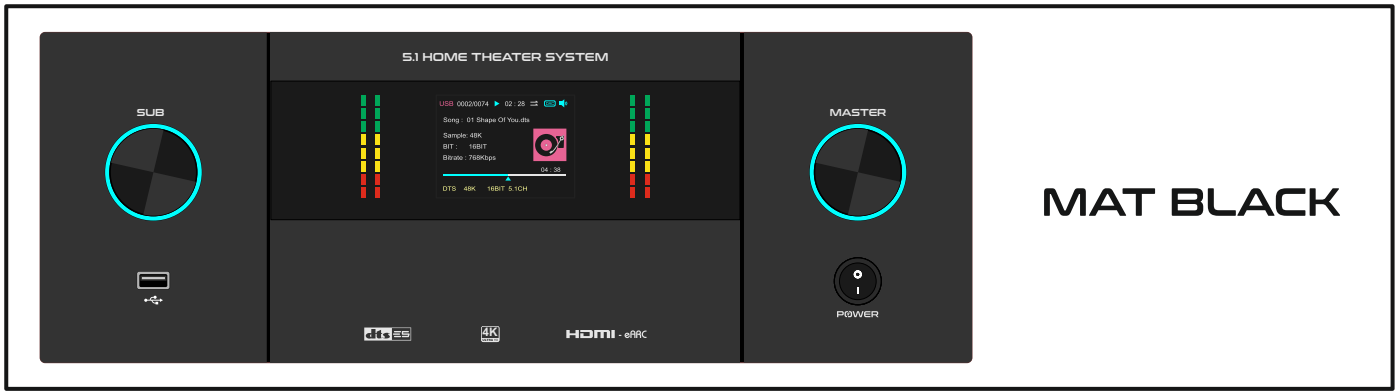 5.1 HOME THEATER SYSTEM
SUB
MASTER
USB 0002/0074 02 : 28
Song : 01 Shape Of You.dts
Sample: 48K
BIT : 16BIT
Bitrate : 768Kbps
04 : 38
DTS 48K 16BIT 5.1CH
MAT BLACK
POWER
dts ES
4K
HDMI - eARC